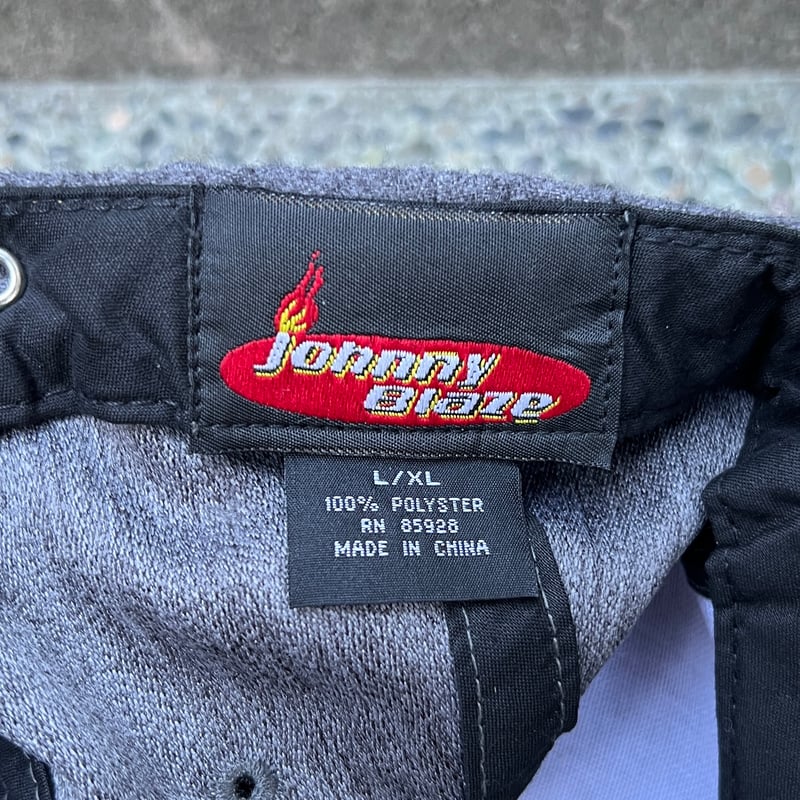 Johnny
Blaze
L/XL
100% POLYSTER
RN 85928
MADE IN CHINA